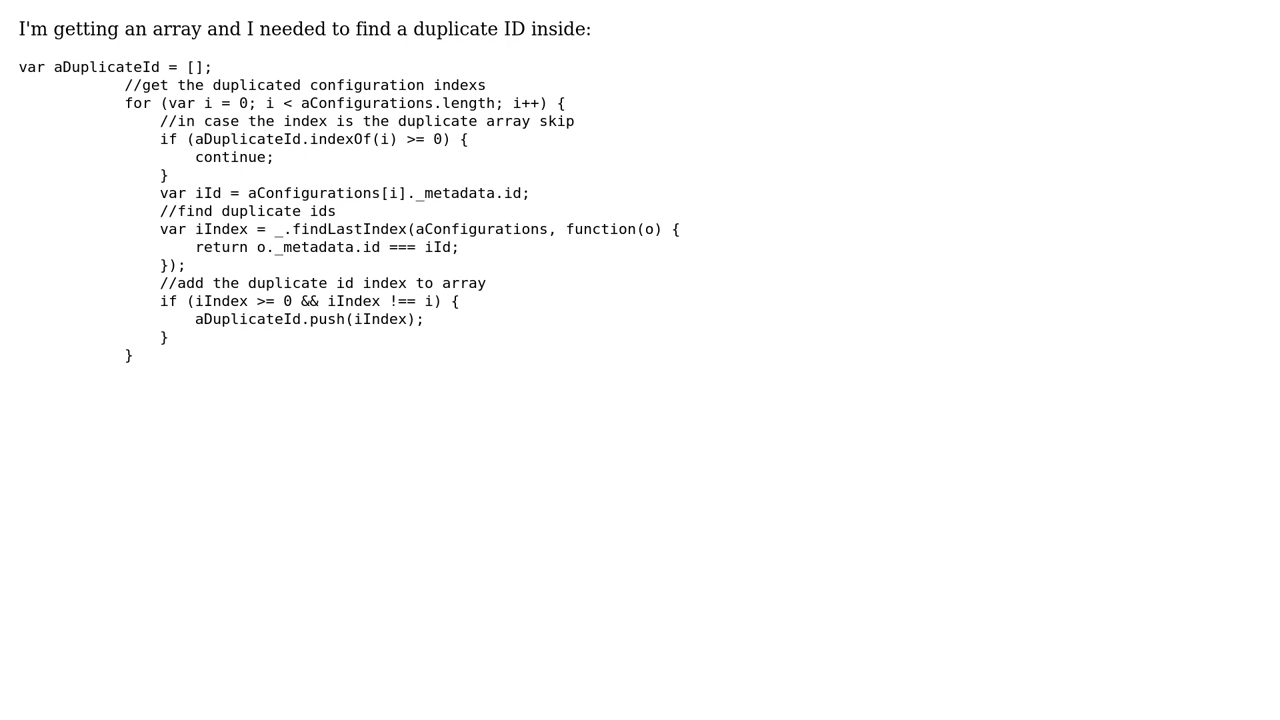 I'm getting an array and I needed to find a duplicate ID inside:
var aDuplicateId = [];
            //get the duplicated configuration indexs
            for (var i = 0; i < aConfigurations.length; i++) {
                //in case the index is the duplicate array skip
                if (aDuplicateId.indexOf(i) >= 0) {
                    continue;
                }
                var iId = aConfigurations[i]._metadata.id;
                //find duplicate ids
                var iIndex = _.findLastIndex(aConfigurations, function(o) {
                    return o._metadata.id === iId;
                });
                //add the duplicate id index to array
                if (iIndex >= 0 && iIndex !== i) {
                    aDuplicateId.push(iIndex);
                }
            }